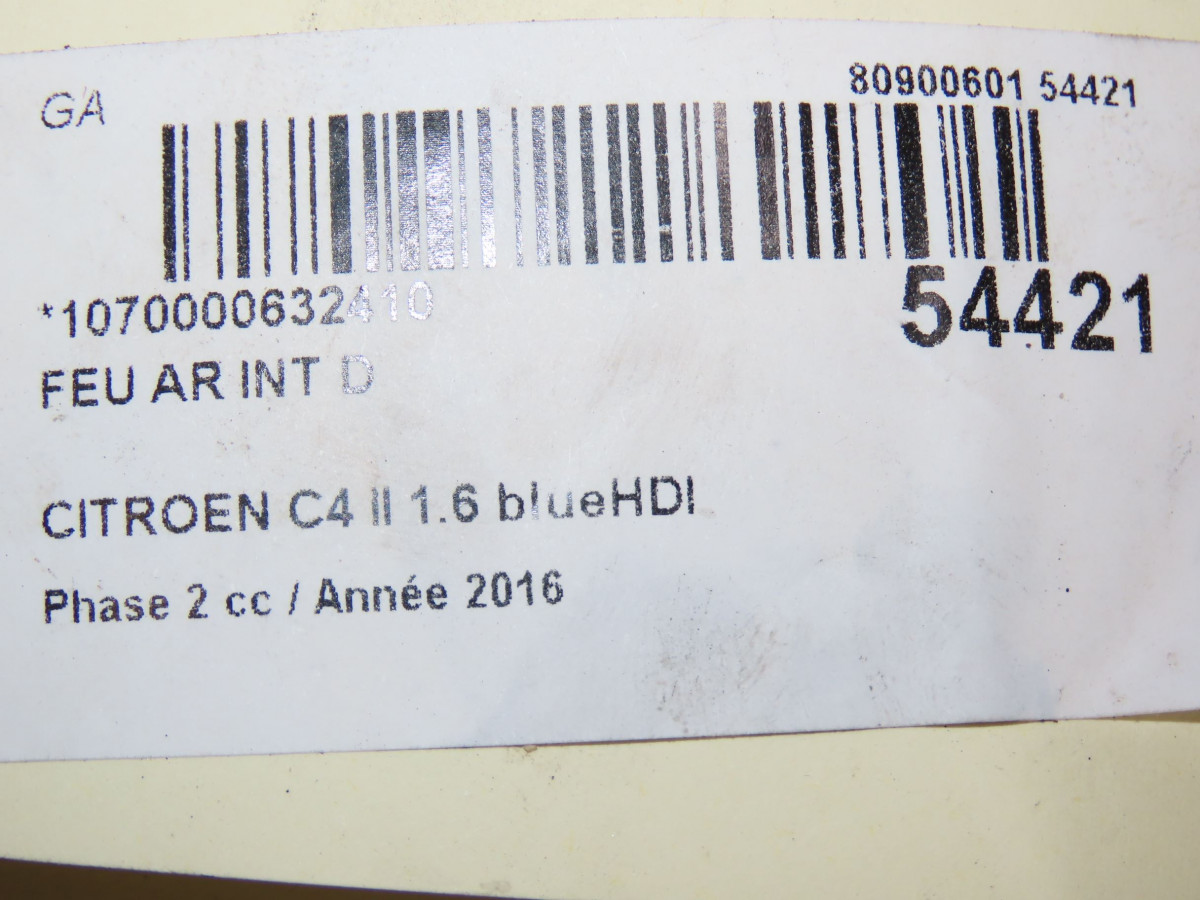 GA
80900601 54421
*1070000632410
54421
FEU AR INT D
CITROEN C4 II 1.6 blueHDI
Phase 2 cc / Année 2016